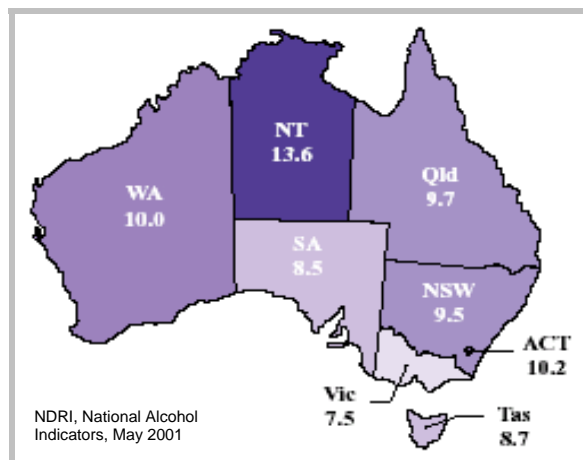 NT
13.6
Qld
9.7
WA
10.0
SA
8.5
NSW
9.5
ACT
10.2
Vic
7.5
Tas
8.7
NDRI, National Alcohol
Indicators, May 2001